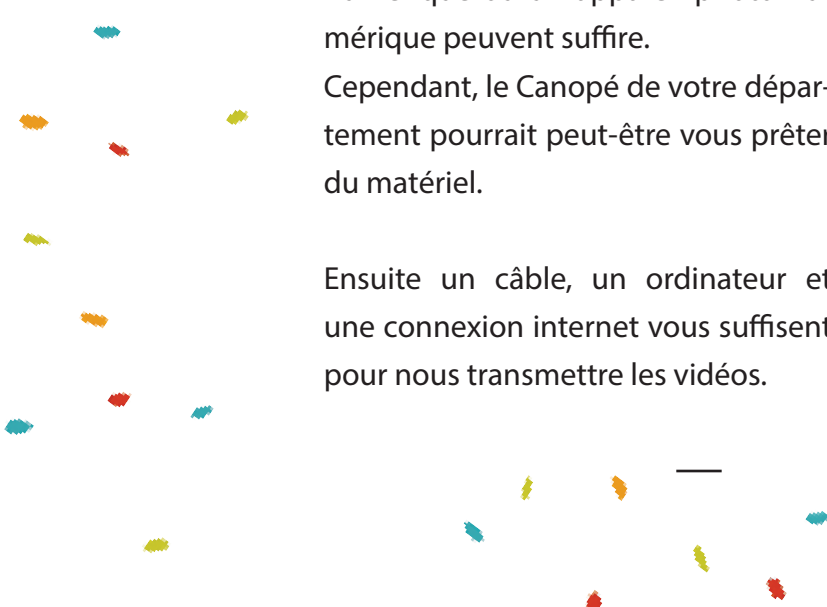 mérique peuvent suffire.
Cependant, le Canopé de votre dépar-
tement pourrait peut-être vous prêter
du matériel.
Ensuite un câble, un ordinateur et
une connexion internet vous suffisent
pour nous transmettre les vidéos.